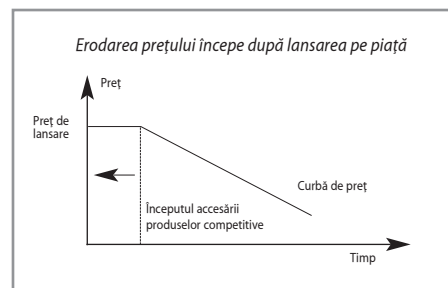 Erodarea prețului începe după lansarea pe piață
Preț
Preț de
lansare
Curbă de preț
Începutul accesării
produselor competitive
Timp